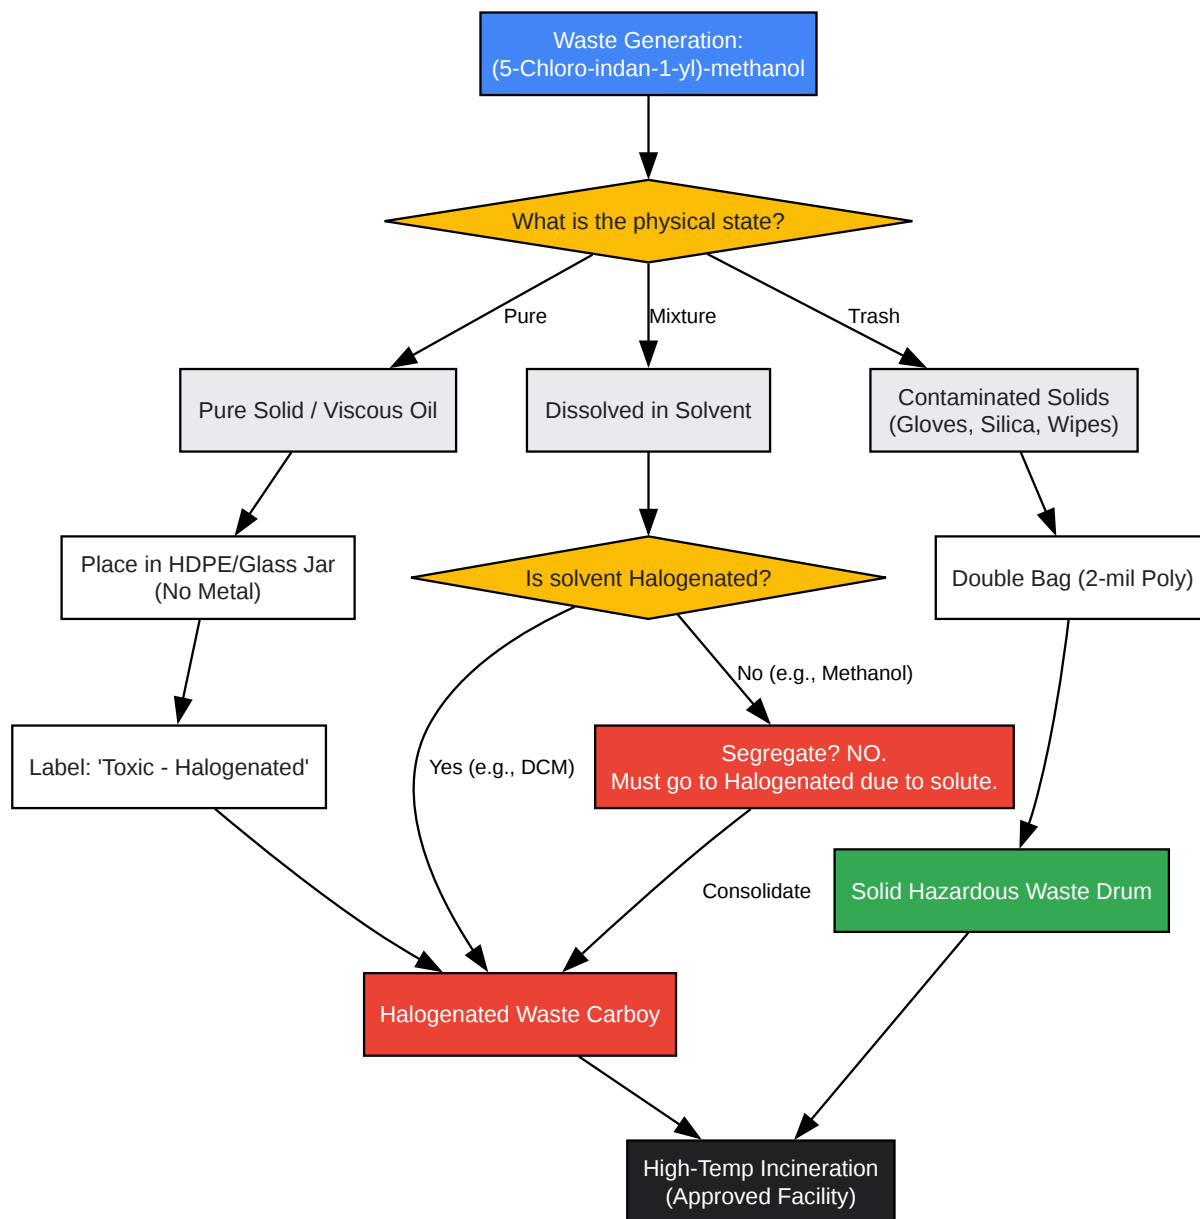 Waste Generation:
(5-Chloro-indan-1-yl)-methanol
What is the physical state?
Pure
Mixture
Trash
Pure Solid / Viscous Oil
Dissolved in Solvent
Contaminated Solids
(Gloves, Silica, Wipes)
Place in HDPE/Glass Jar
(No Metal)
Is solvent Halogenated?
Double Bag (2-mil Poly)
No (e.g., Methanol)
Label: 'Toxic - Halogenated'
Yes (e.g., DCM)
Segregate? NO.
Must go to Halogenated due to solute.
Consolidate
Solid Hazardous Waste Drum
Halogenated Waste Carboy
High-Temp Incineration
(Approved Facility)